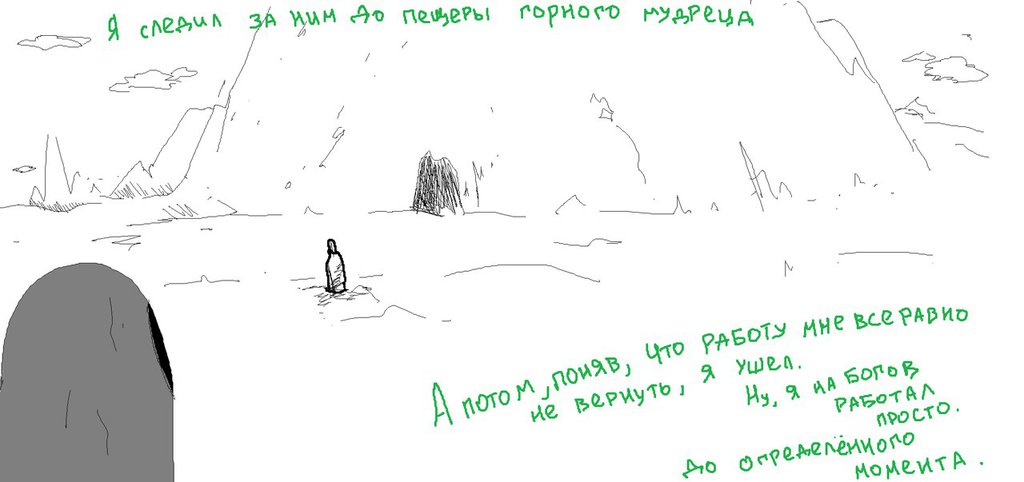 Я следил за ним до пещеры горного мудреца
А потом, поняв, что работу мне все равно
не вернуть, я ушел.
Ну, я на богов
работал
просто.
До определённого
момента.